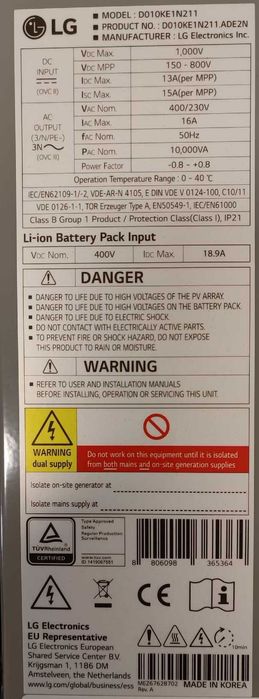 LG
■ MODEL : D010KE1N211
■ PRODUCT NO. : D010KE1N211.ADE2N
■ MANUFACTURER : LG Electronics Inc.
DC
INPUT
(OVC II)
VDC Max. 1,000V
VDC MPP 150 - 800V
IDC Max. 13A(per MPP)
ISC Max. 15A(per MPP)
AC
OUTPUT
(3/N/PE~)
3N
(OVC III)
VAC Nom. 400/230V
IAC Max. 16A
fAC Nom. 50Hz
PAC Nom. 10,000VA
Power Factor -0.8 ~ +0.8
Operation Temperature Range : 0 ~ 40 ℃
IEC/EN62109-1/-2, VDE-AR-N 4105, E DIN VDE V 0124-100, C10/11
VDE 0126-1-1, TOR Erzeuger Type A, EN50549-1, IEC/EN61000
Class B Group 1 Product / Protection Class(Class I), IP21
Li-ion Battery Pack Input
VDC Nom. 400V IDC Max. 18.9A
DANGER
■ DANGER TO LIFE DUE TO HIGH VOLTAGES OF THE PV ARRAY.
■ DANGER TO LIFE DUE TO HIGH VOLTAGES ON THE BATTERY PACK.
■ DANGER TO LIFE DUE TO ELECTRIC SHOCK.
■ DO NOT CONTACT WITH ELECTRICALLY ACTIVE PARTS.
■ TO PREVENT FIRE OR SHOCK HAZARD, DO NOT EXPOSE
THIS PRODUCT TO RAIN OR MOISTURE.
WARNING
■ REFER TO USER AND INSTALLATION MANUALS
BEFORE INSTALLING, OPERATION OR SERVICING THIS UNIT.
WARNING
dual supply
Do not work on this equipment until it is isolated
from both mains and on-site generation supplies
Isolate on-site generator at
Isolate mains supply at
TÜVRheinland
CERTIFIED
Type Approved
Safety
Regular Production
Surveillance
www.tuv.com
ID 1419067551
8 806098 365364
CE
LG Electronics
EU Representative
LG Electronics European
Shared Service Center B.V.
Krijgsman 1, 1186 DM
Amstelveen, the Netherlands
www.lg.com/global/business/ess
10min
MEZ67628702
Rev. A
MADE IN KOREA